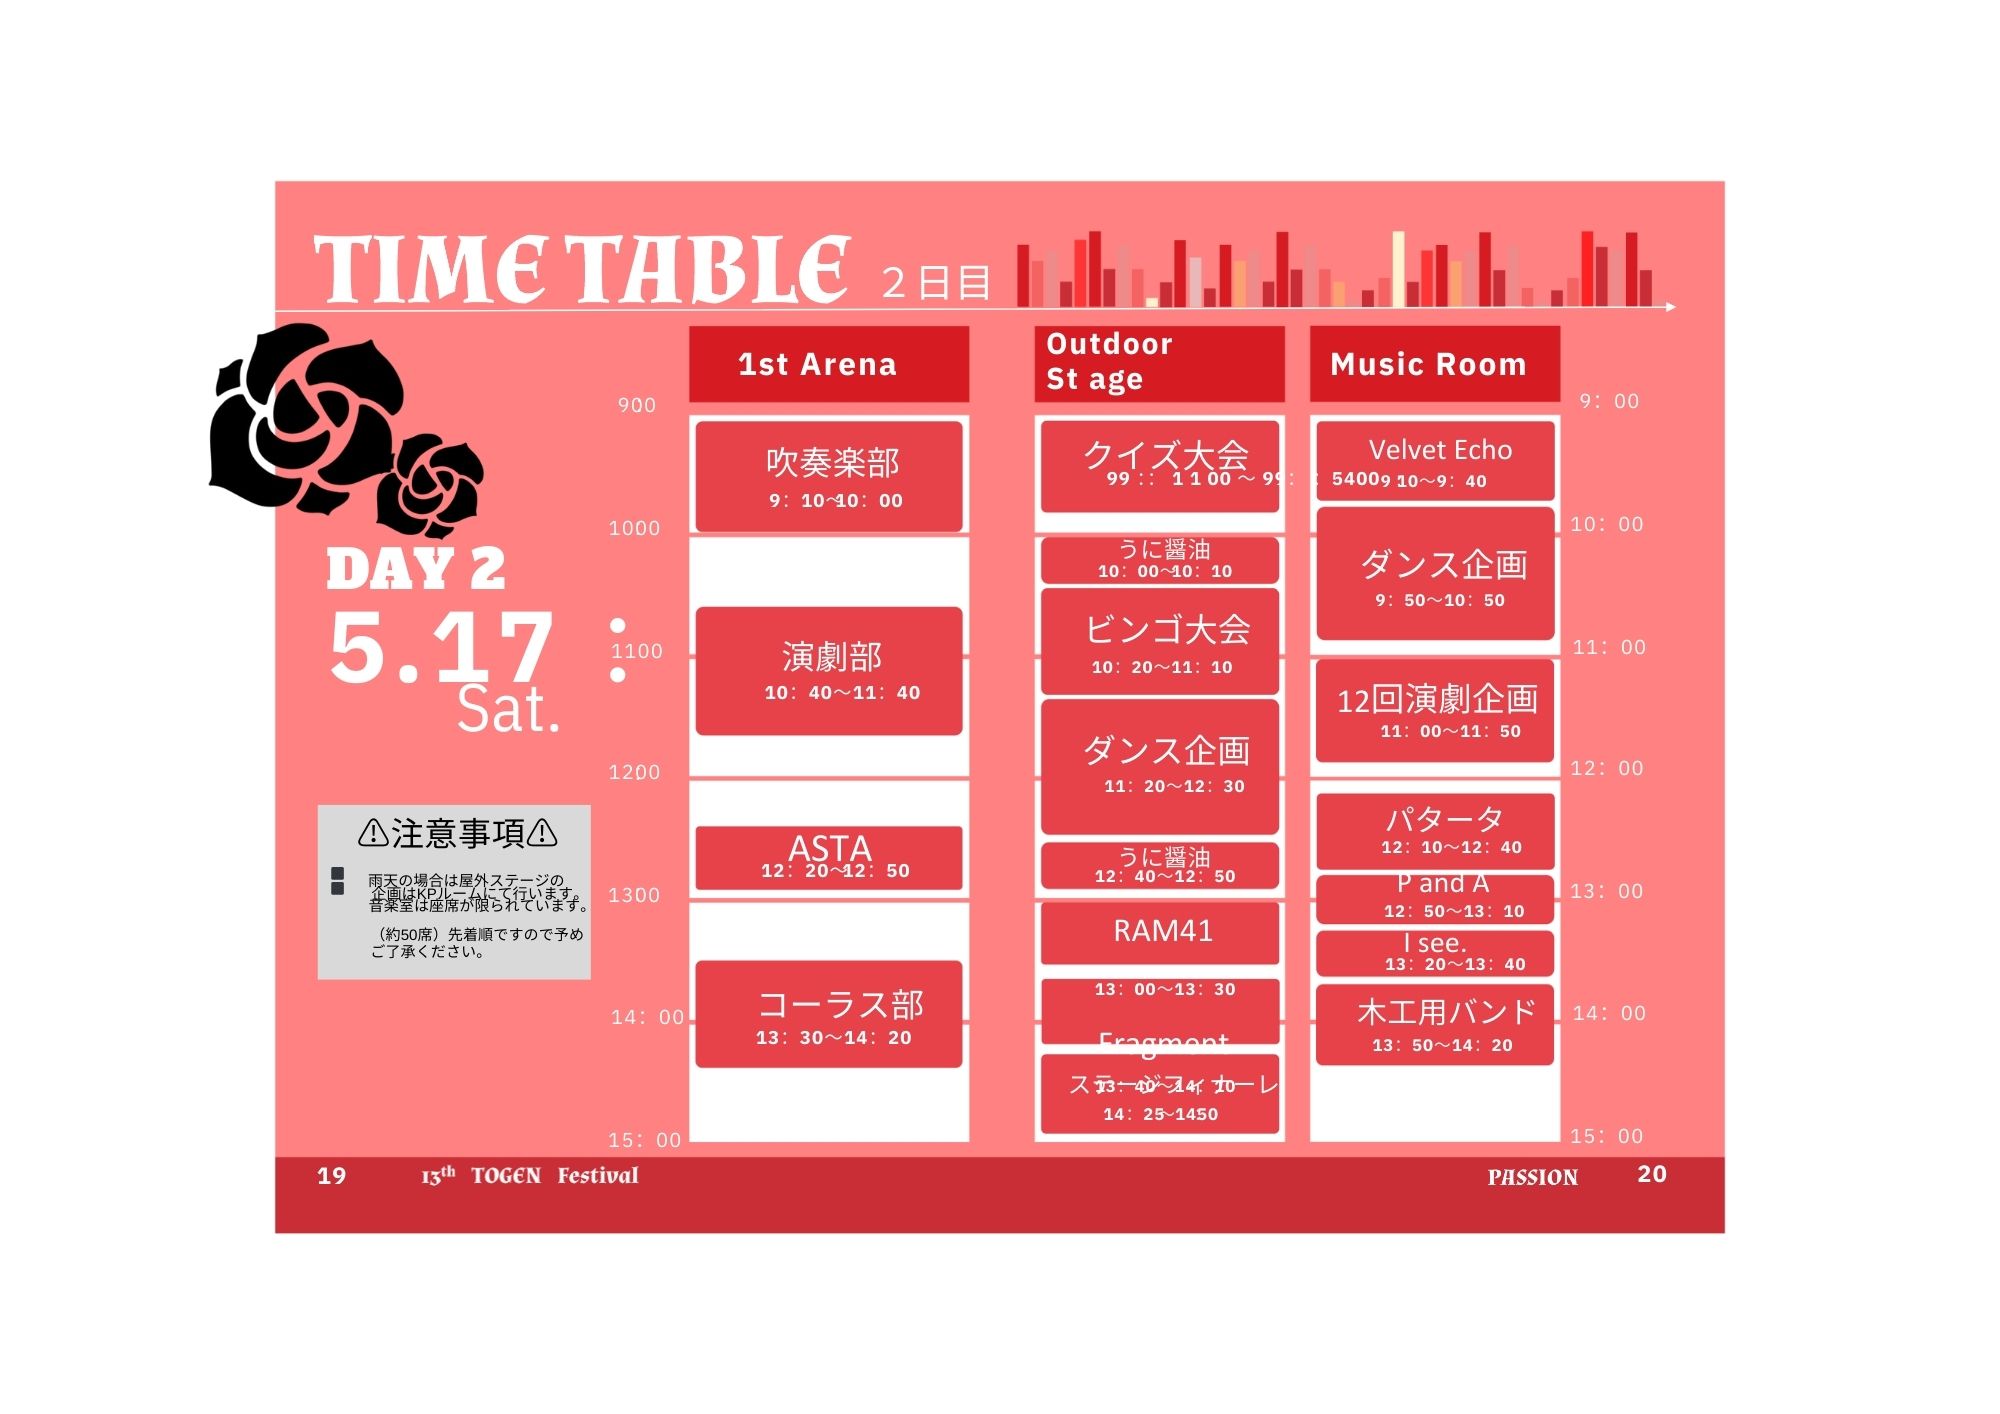 TIME TABLE ２日目
1st Arena
Outdoor
St age
Music Room
900
1000
1100
1200
1300
14：00
15：00
DAY 2
5.17
Sat.
:
⚠注意事項⚠
雨天の場合は屋外ステージの
企画はKPルームにて行います。
音楽室は座席が限られています。
（約50席）先着順ですので予め
ご了承ください。
吹奏楽部
9：10～10：00
演劇部
10：40～11：40
ASTA
12：20～12：50
コーラス部
13：30～14：20
クイズ大会
うに醤油
10：00～10：10
ビンゴ大会
10：20～11：10
ダンス企画
11：20～12：30
うに醤油
12：40～12：50
RAM41
13：00～13：30
Fragment
13：40～14：10
ステージフィナーレ
14：25～1450
Velvet Echo
9 10～9：40
ダンス企画
9：50～10：50
12回演劇企画
11：00～11：50
パタータ
12：10～12：40
P and A
12：50～13：10
I see.
13：20～13：40
木工用バンド
13：50～14：20
9：00
10：00
11：00
12：00
13：00
14：00
15：00
19
13th TOGEN Festival
PASSION
20